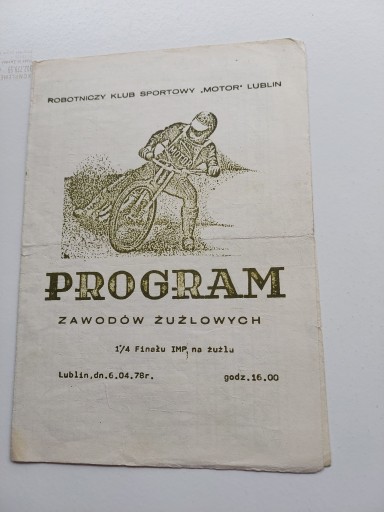 ROBOTNICZY KLUB SPORTOWY „MOTOR" LUBLIN
PROGRAM
ZAWODÓW ŻUŻLOWYCH
1/4 Finału IMP, na żużlu
Lublin,dn.6.04.78r. godz.16.00